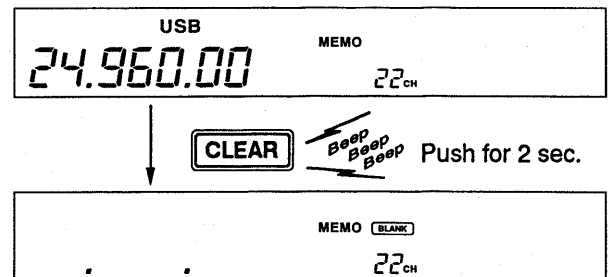 USB
MEMO
24.960.00
22CH
CLEAR
Beep
Beep
Beep
Push for 2 sec.
MEMO BLANK
22CH